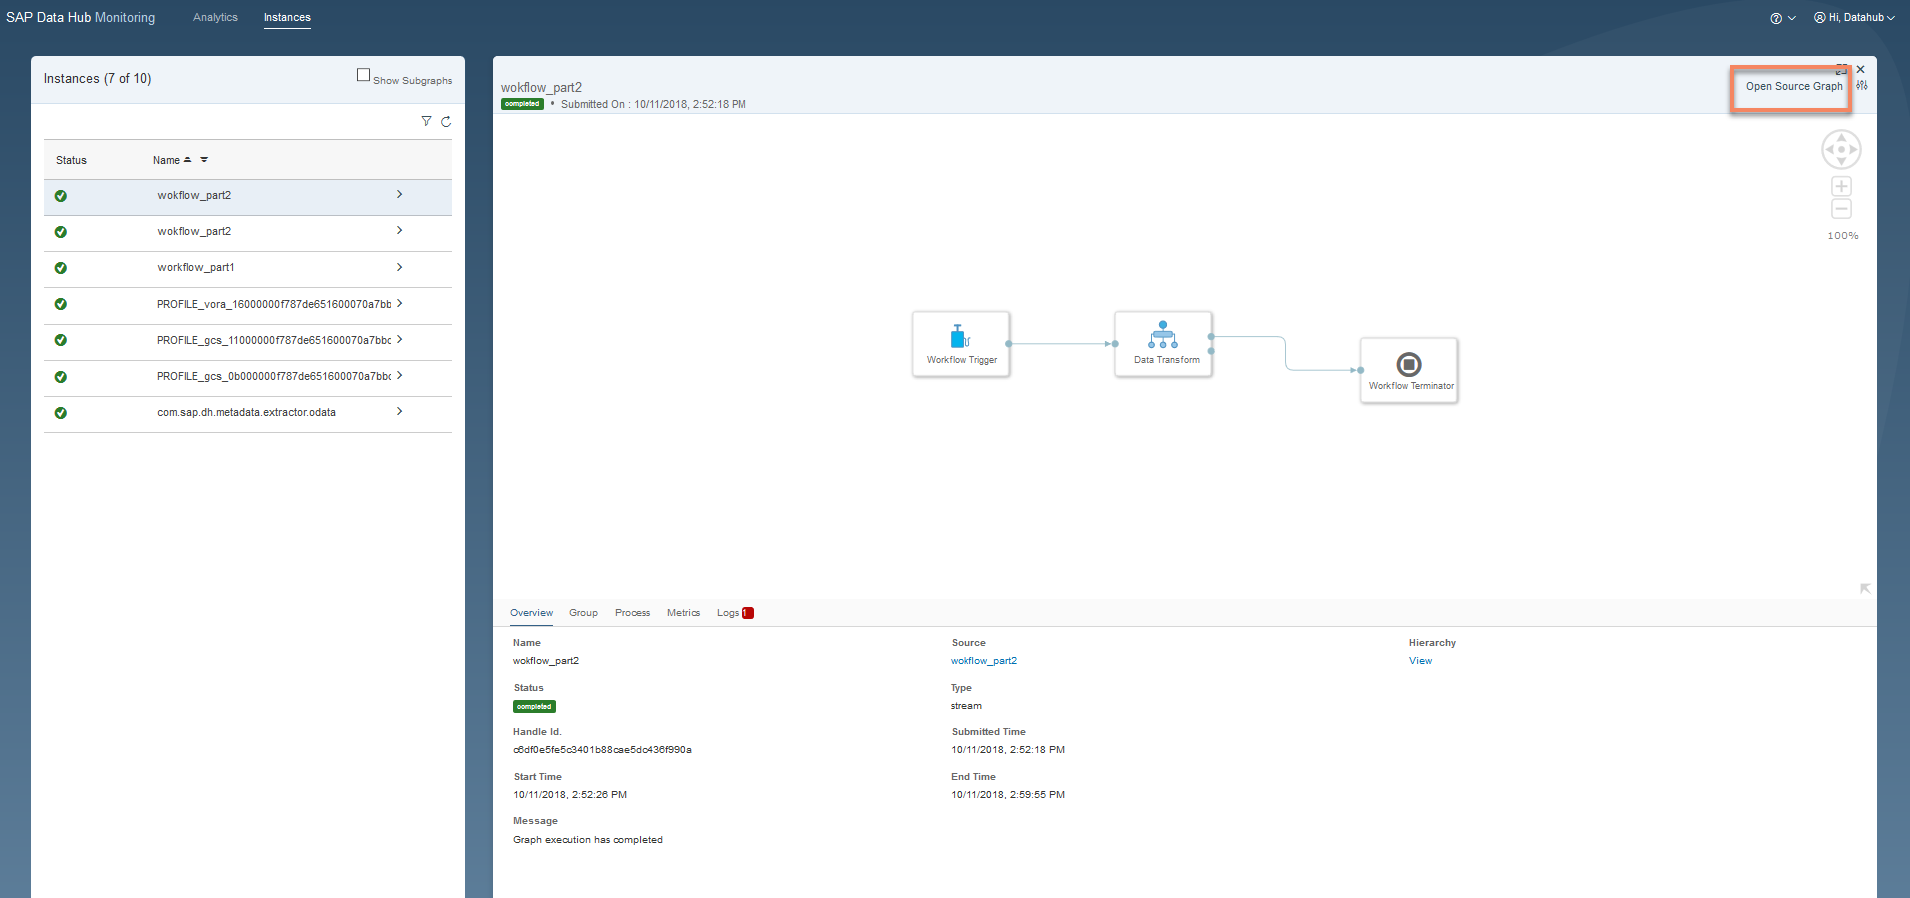 SAP Data Hub Monitoring Analytics Instances Hi, Datahub
Instances (7 of 10) Show Subgraphs
Status Name
wokflow_part2
wokflow_part2
workflow_part1
PROFILE_vora_16000000f787de651600070a7bb
PROFILE_gcs_11000000f787de651600070a7bbc
PROFILE_gcs_0b000000f787de651600070a7bbc
com.sap.dh.metadata.extractor.odata
wokflow_part2
completed • Submitted On : 10/11/2018, 2:52:18 PM
Open Source Graph
100%
Workflow Trigger
Data Transform
Workflow Terminator
Overview Group Process Metrics Logs 1
Name
wokflow_part2
Source
wokflow_part2
Hierarchy
View
Status
completed
Type
stream
Handle Id.
c6df0e5fe5c3401b88cae5dc436f990a
Submitted Time
10/11/2018, 2:52:18 PM
Start Time
10/11/2018, 2:52:26 PM
End Time
10/11/2018, 2:59:55 PM
Message
Graph execution has completed